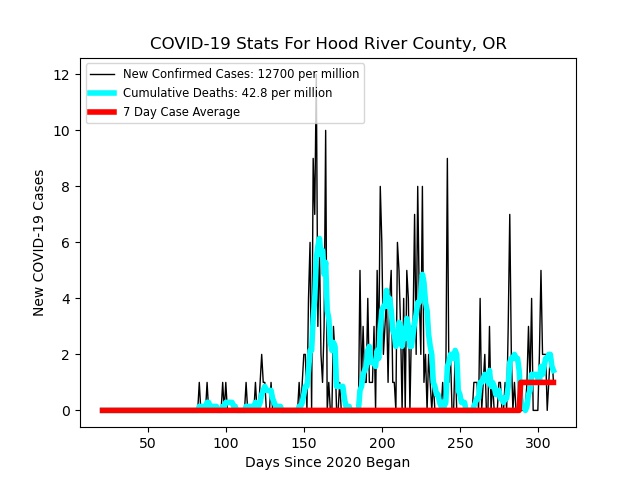 COVID-19 Stats For Hood River County, OR
New Confirmed Cases: 12700 per million
Cumulative Deaths: 42.8 per million
7 Day Case Average
New COVID-19 Cases
12
10
8
6
4
2
0
50 100 150 200 250 300
Days Since 2020 Began